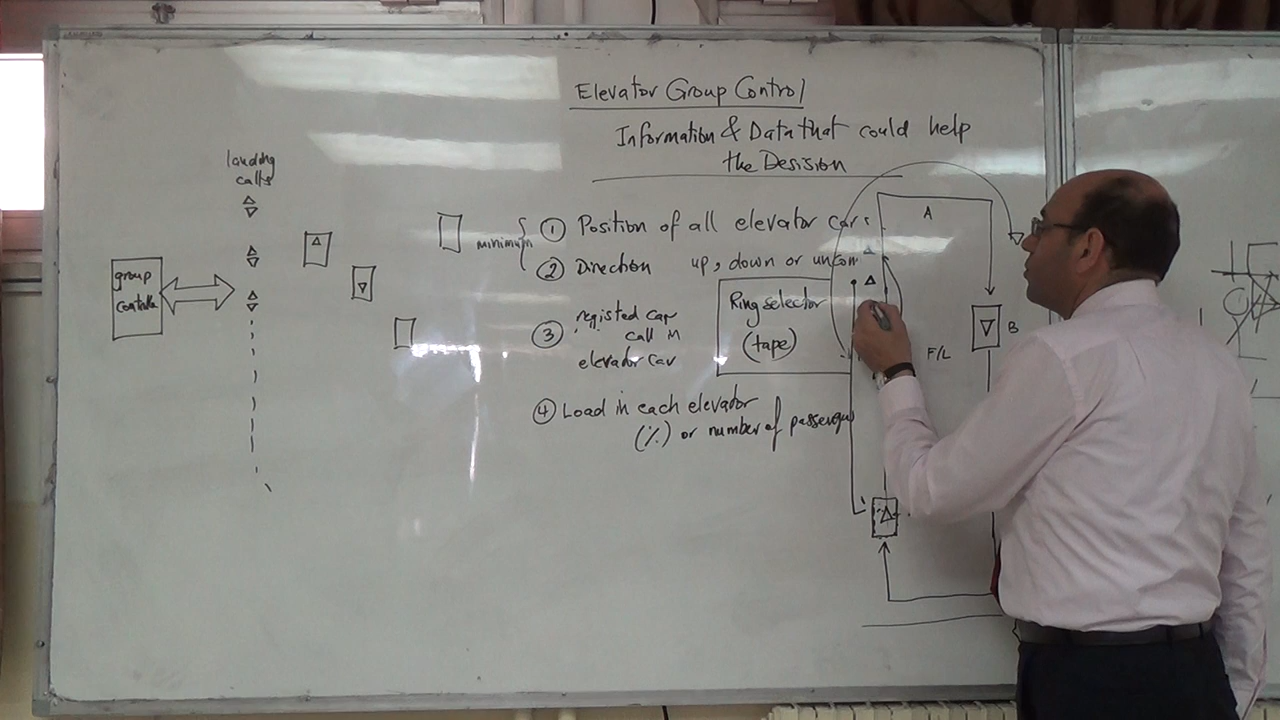 Elevator Group Control
Information & Data that could help
the Desision
landing
calls
group
controller
minimum
① Position of all elevator cars
② Direction up, down or uncom
③ registed car
call in
elevator car
Ring selector
(tape)
④ Load in each elevator
(%) or number of passenger
A
B
F/L